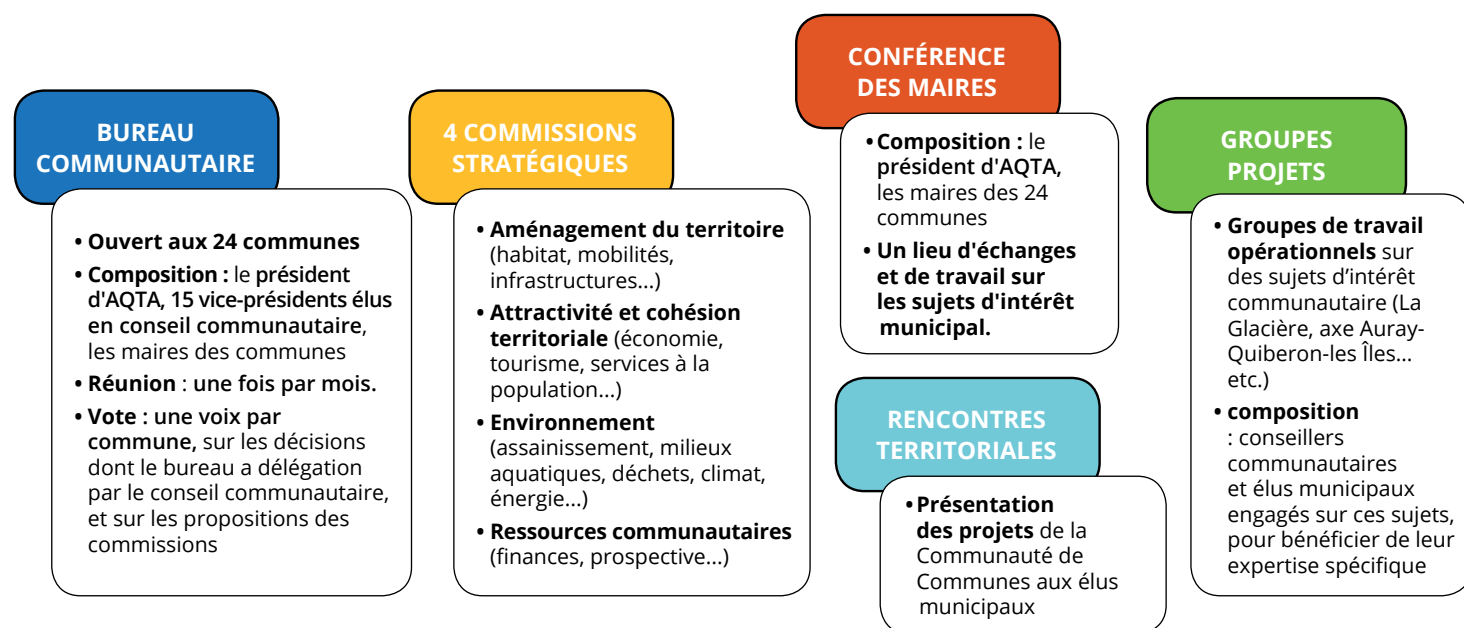 BUREAU
COMMUNAUTAIRE
• Ouvert aux 24 communes
• Composition : le président
d'AQTA, 15 vice-présidents élus
en conseil communautaire,
les maires des communes
• Réunion : une fois par mois.
• Vote : une voix par
commune, sur les décisions
dont le bureau a délégation
par le conseil communautaire,
et sur les propositions des
commissions
4 COMMISSIONS
STRATÉGIQUES
• Aménagement du territoire
(habitat, mobilités,
infrastructures...)
• Attractivité et cohésion
territoriale (économie,
tourisme, services à la
population...)
• Environnement
(assainissement, milieux
aquatiques, déchets, climat,
énergie...)
• Ressources communautaires
(finances, prospective...)
CONFÉRENCE
DES MAIRES
• Composition : le
président d'AQTA,
les maires des 24
communes
• Un lieu d'échanges
et de travail sur
les sujets d'intérêt
municipal.
RENCONTRES
TERRITORIALES
• Présentation
des projets de la
Communauté de
Communes aux élus
municipaux
GROUPES
PROJETS
• Groupes de travail
opérationnels sur
des sujets d’intérêt
communautaire (La
Glacière, axe Auray-
Quiberon-les Îles...
etc.)
• composition
: conseillers
communautaires
et élus municipaux
engagés sur ces sujets,
pour bénéficier de leur
expertise spécifique